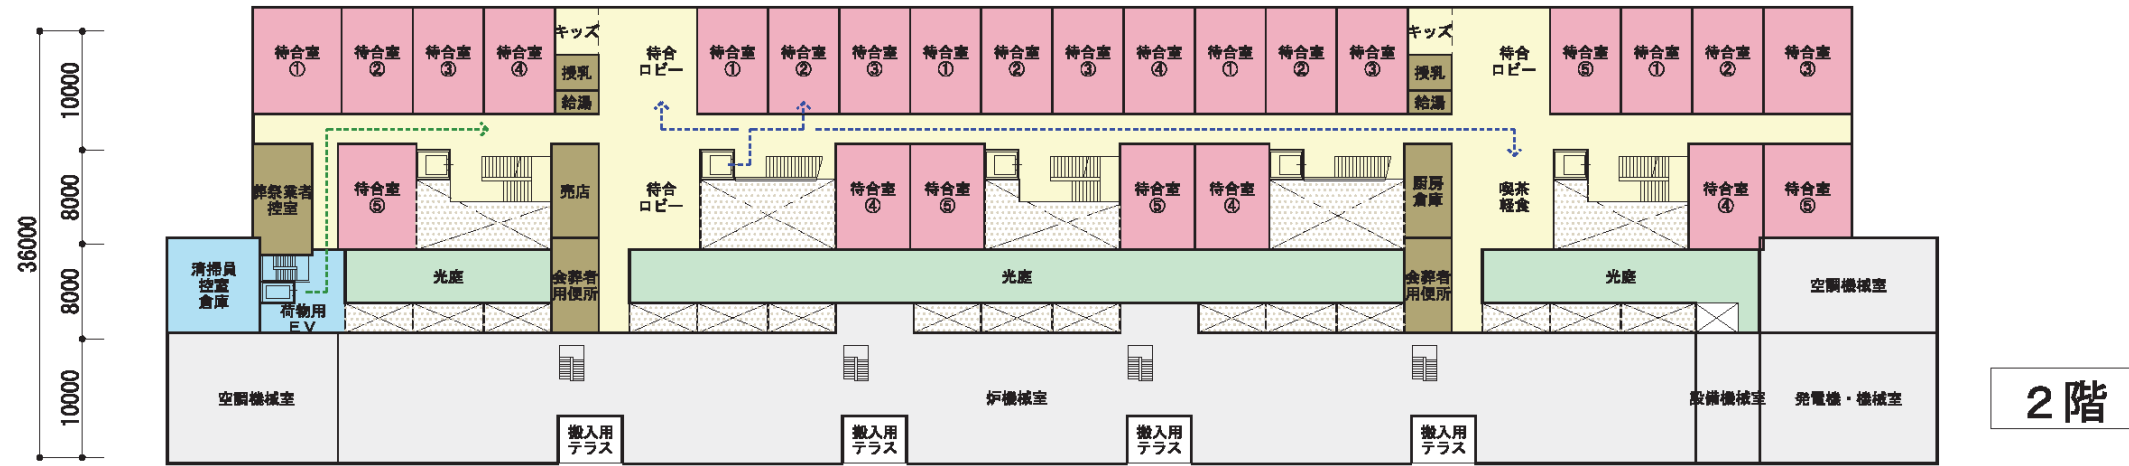 待合室
①
待合室
②
待合室
③
待合室
④
キッズ
授乳
給湯
待合
ロビー
待合室
①
待合室
②
待合室
③
待合室
①
待合室
②
待合室
③
待合室
④
待合室
①
待合室
②
待合室
③
キッズ
授乳
給湯
待合
ロビー
待合室
⑤
待合室
①
待合室
②
待合室
③
10000
8000
8000
10000
36000
葬祭業者
控室
待合室
⑤
売店
待合
ロビー
待合室
④
待合室
⑤
待合室
⑤
待合室
④
厨房
倉庫
喫茶
軽食
待合室
④
待合室
⑤
清掃員
控室
倉庫
荷物用
EV
光庭
会葬者
用便所
光庭
会葬者
用便所
光庭
空調機械室
空調機械室
炉機械室
設備機械室
発電機・機械室
搬入用
テラス
搬入用
テラス
搬入用
テラス
搬入用
テラス
2階